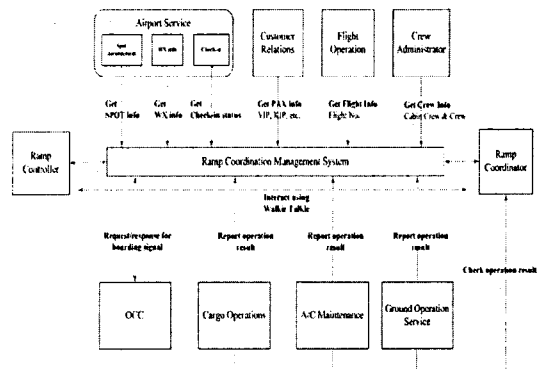 Airport Service
Customer
Relations
Flight
Operation
Crew
Administrator
Spot
WX info
Check-in
Get
SPOT info
Get
WX info
Get
Checkein status
Get PAX info
VIP, KIP, etc.
Get Flight Info
Flight No.
Get Crew Info
Cabin Crew & Crew
Ramp
Controller
Ramp Coordination Management System
Ramp
Coordinator
Interact using
Walkie Talkie
Request/response for
boarding signal
Report operation
result
Report operation
result
Report operation
result
Check operation result
OCC
Cargo Operations
A/C Maintenance
Ground Operation
Service